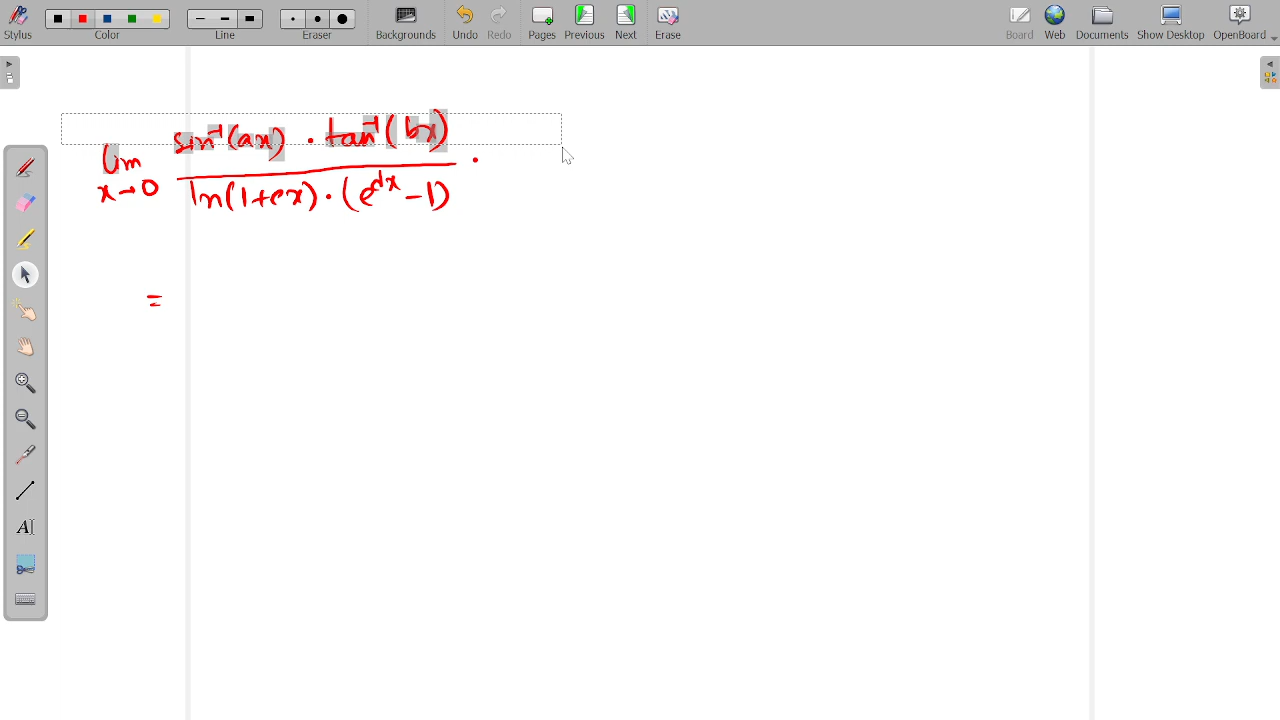 Stylus Color Line Eraser Backgrounds Undo Redo Pages Previous Next Erase Board Web Documents Show Desktop OpenBoard
sin⁻¹(ax) · tan⁻¹(bx)
lim ·
x→0 ln(1+cx) · (e^dx − 1)
=